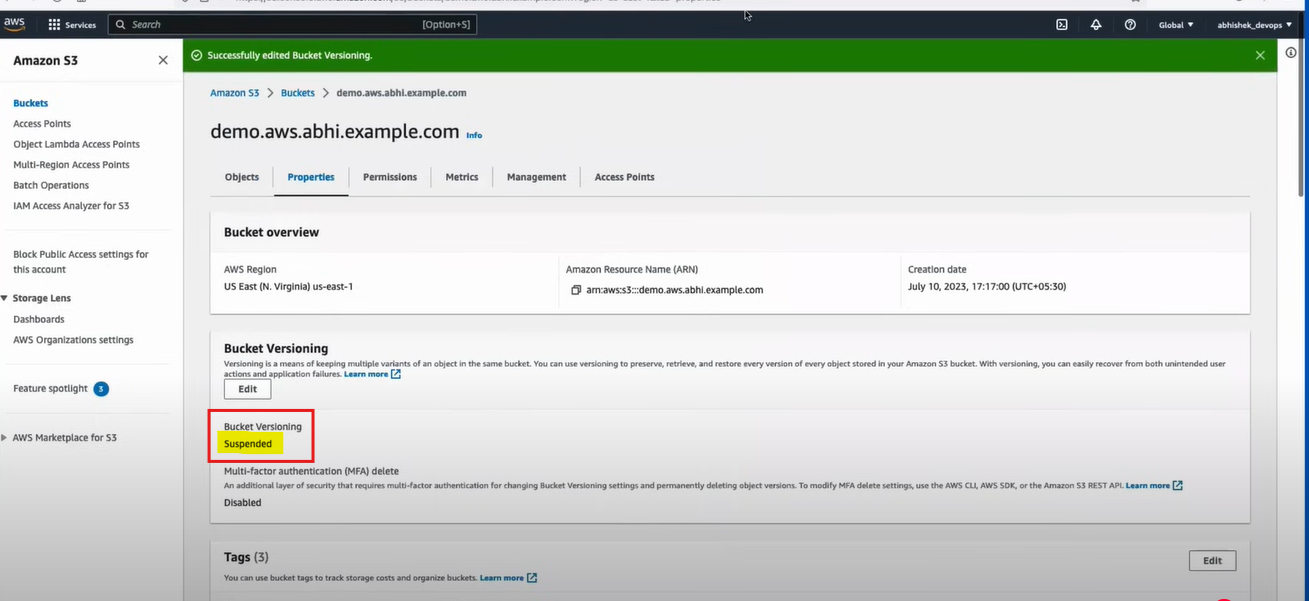 aws
Services
Search
[Option+S]
Global
abhishek_devops
Amazon S3
Successfully edited Bucket Versioning.
Buckets
Access Points
Object Lambda Access Points
Multi-Region Access Points
Batch Operations
IAM Access Analyzer for S3
Block Public Access settings for
this account
Storage Lens
Dashboards
AWS Organizations settings
Feature spotlight 3
AWS Marketplace for S3
Amazon S3 > Buckets > demo.aws.abhi.example.com
demo.aws.abhi.example.com Info
Objects Properties Permissions Metrics Management Access Points
Bucket overview
AWS Region
US East (N. Virginia) us-east-1
Amazon Resource Name (ARN)
arn:aws:s3:::demo.aws.abhi.example.com
Creation date
July 10, 2023, 17:17:00 (UTC+05:30)
Bucket Versioning
Versioning is a means of keeping multiple variants of an object in the same bucket. You can use versioning to preserve, retrieve, and restore every version of every object stored in your Amazon S3 bucket. With versioning, you can easily recover from both unintended user
actions and application failures. Learn more
Edit
Bucket Versioning
Suspended
Multi-factor authentication (MFA) delete
An additional layer of security that requires multi-factor authentication for changing Bucket Versioning settings and permanently deleting object versions. To modify MFA delete settings, use the AWS CLI, AWS SDK, or the Amazon S3 REST API. Learn more
Disabled
Tags (3)
Edit
You can use bucket tags to track storage costs and organize buckets. Learn more